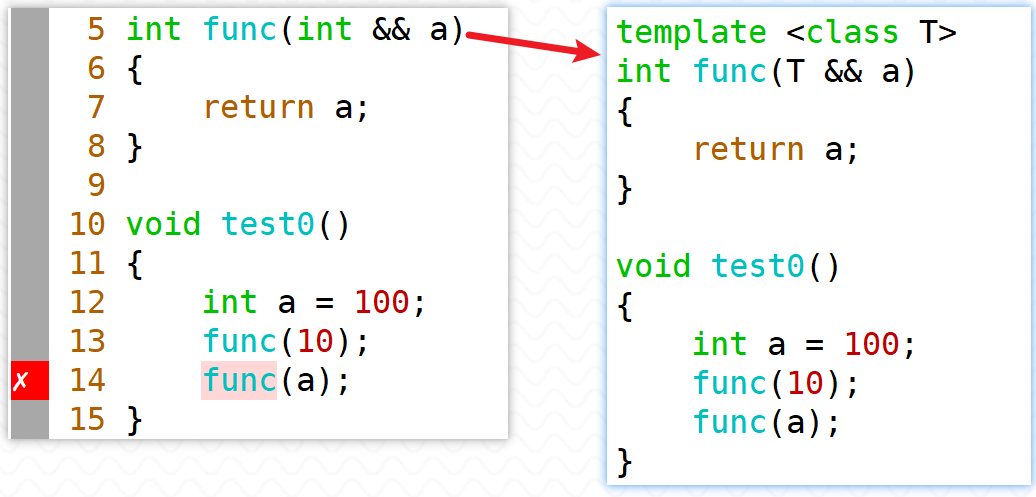 5 int func(int && a)
6 {
7     return a;
8 }
9
10 void test0()
11 {
12     int a = 100;
13     func(10);
✗ 14     func(a);
15 }
template <class T>
int func(T && a)
{
    return a;
}
void test0()
{
    int a = 100;
    func(10);
    func(a);
}